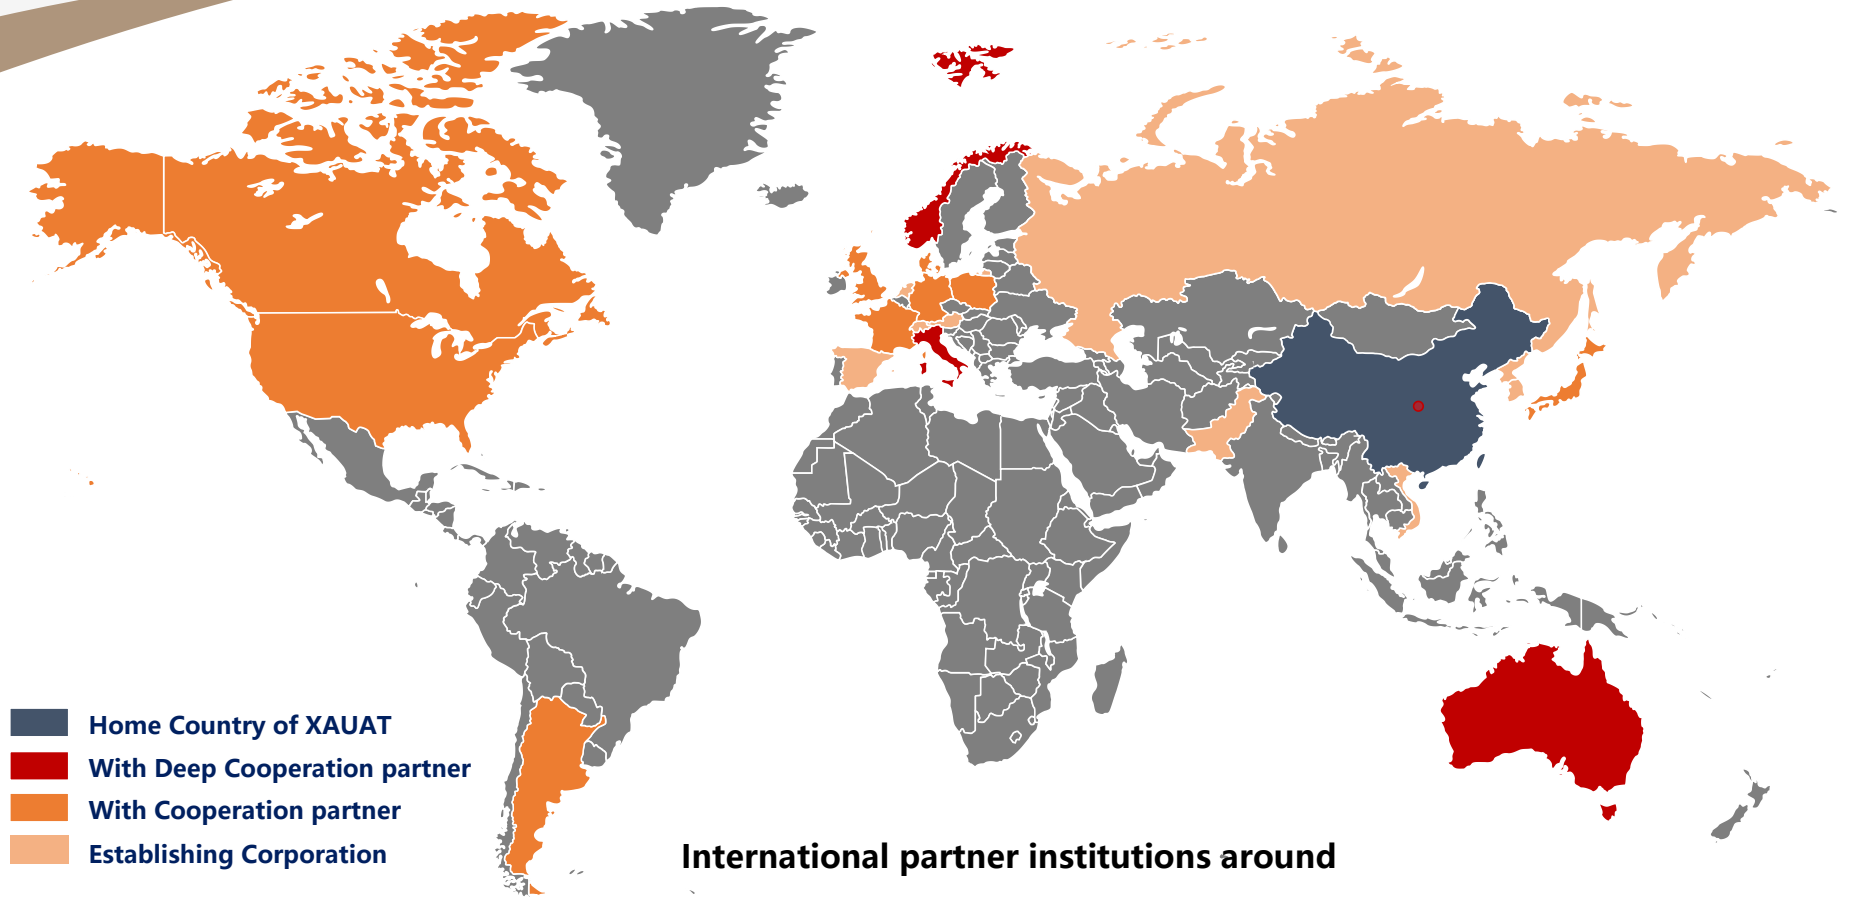 Home Country of XAUAT
With Deep Cooperation partner
With Cooperation partner
Establishing Corporation
International partner institutions around